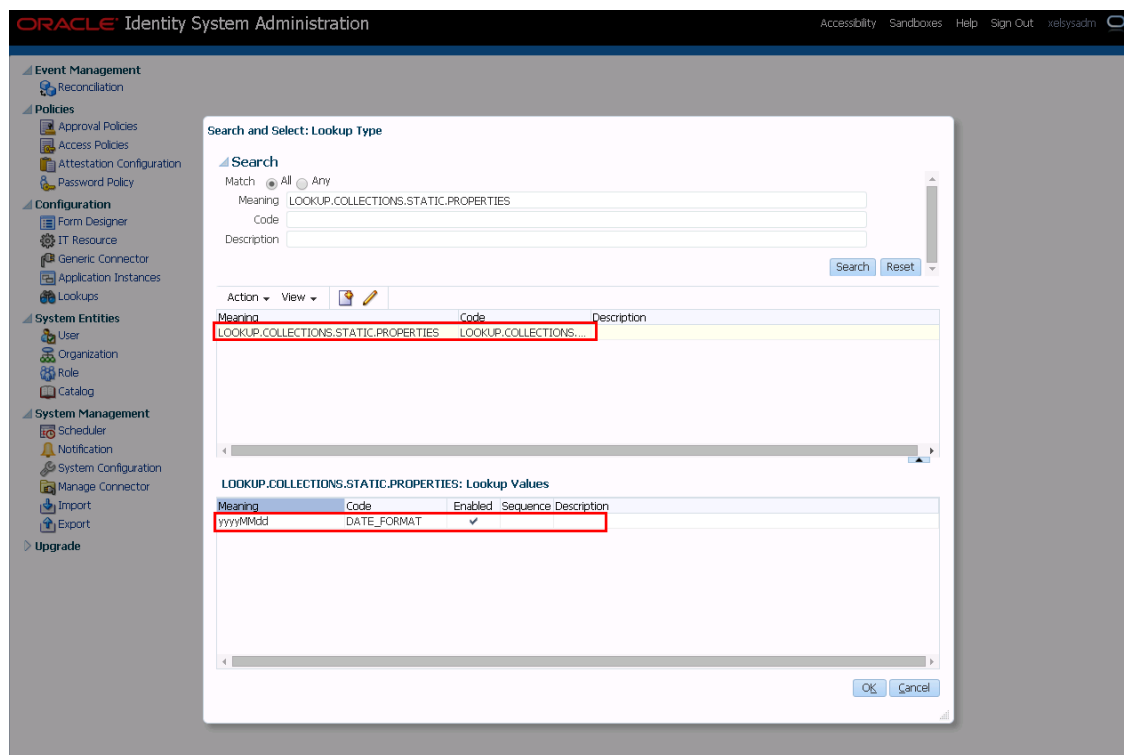 ORACLE Identity System Administration
Accessibility Sandboxes Help Sign Out xelsysadm
Event Management
Reconciliation
Policies
Approval Policies
Access Policies
Attestation Configuration
Password Policy
Configuration
Form Designer
IT Resource
Generic Connector
Application Instances
Lookups
System Entities
User
Organization
Role
Catalog
System Management
Scheduler
Notification
System Configuration
Manage Connector
Import
Export
Upgrade
Search and Select: Lookup Type
Search
Match All Any
Meaning LOOKUP.COLLECTIONS.STATIC.PROPERTIES
Code
Description
Search Reset
Action View
Meaning Code Description
LOOKUP.COLLECTIONS.STATIC.PROPERTIES LOOKUP.COLLECTIONS....
LOOKUP.COLLECTIONS.STATIC.PROPERTIES: Lookup Values
Meaning Code Enabled Sequence Description
yyyyMMdd DATE_FORMAT
OK Cancel